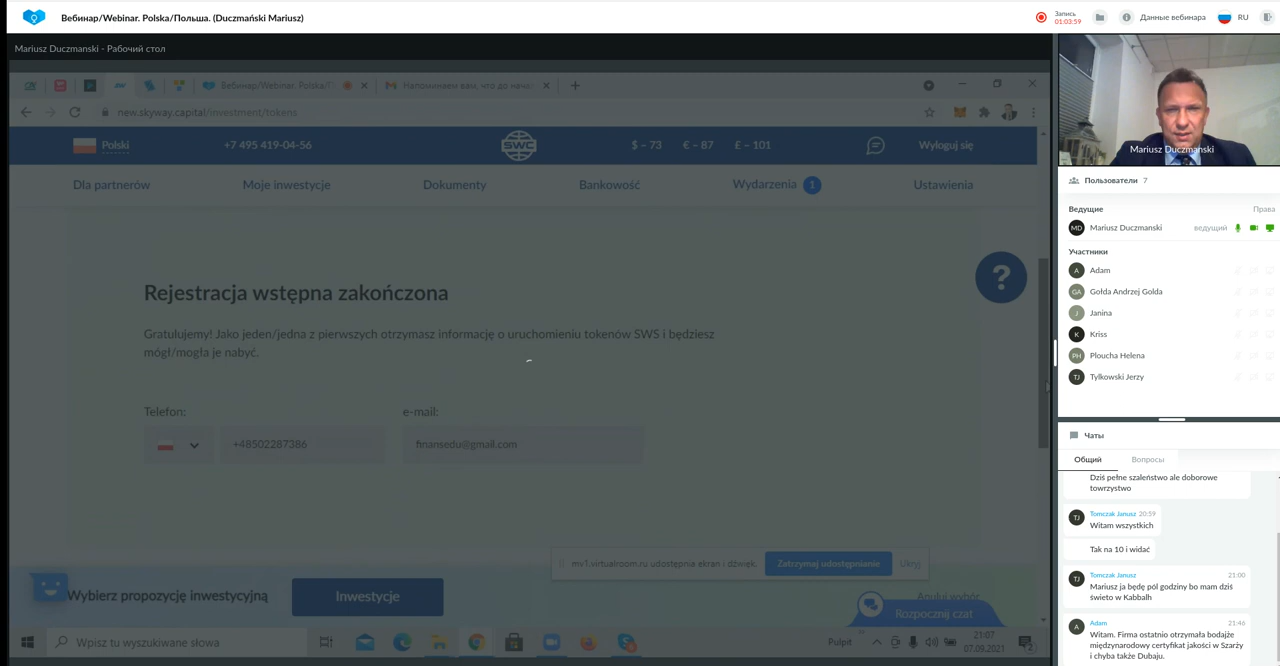 Вебинар/Webinar. Polska/Польша. (Duczmański Mariusz)
Запись
01:03:59
Данные вебинара
RU
Mariusz Duczmanski - Рабочий стол
Вебинар/Webinar. Polska/П
Напоминаем вам, что до нача
new.skyway.capital/investment/tokens
Polski
+7 495 419-04-56
SWC
$ – 73
€ – 87
£ – 101
Wyloguj się
Dla partnerów
Moje inwestycje
Dokumenty
Bankowość
Wydarzenia 1
Ustawienia
?
Rejestracja wstępna zakończona
Gratulujemy! Jako jeden/jedna z pierwszych otrzymasz informację o uruchomieniu tokenów SWS i będziesz
mógł/mogła je nabyć.
Telefon:
e-mail:
+48502287386
finansedu@gmail.com
mv1.virtualroom.ru udostępnia ekran i dźwięk.
Zatrzymaj udostępnianie
Ukryj
Wybierz propozycję inwestycyjną
Inwestycje
Anuluj wybór
Rozpocznij czat
Wpisz tu wyszukiwane słowa
Pulpit
21:07
07.09.2021
2
Mariusz Duczmanski
Пользователи 7
Ведущие
Права
MD
Mariusz Duczmanski
ведущий
Участники
A
Adam
GA
Gołda Andrzej Golda
J
Janina
K
Kriss
PH
Ploucha Helena
TJ
Tylkowski Jerzy
Чаты
Общий
Вопросы
Dziś pełne szaleństwo ale doborowe
towrzystwo
TJ
Tomczak Janusz 20:59
Witam wszystkich
Tak na 10 i widać
TJ
Tomczak Janusz
21:00
Mariusz ja będę pól godziny bo mam dziś
świeto w Kabbalh
A
Adam
21:46
Witam. Firma ostatnio otrzymała bodajże
międzynarodowy certyfikat jakości w Szarży
i chyba także Dubaju.